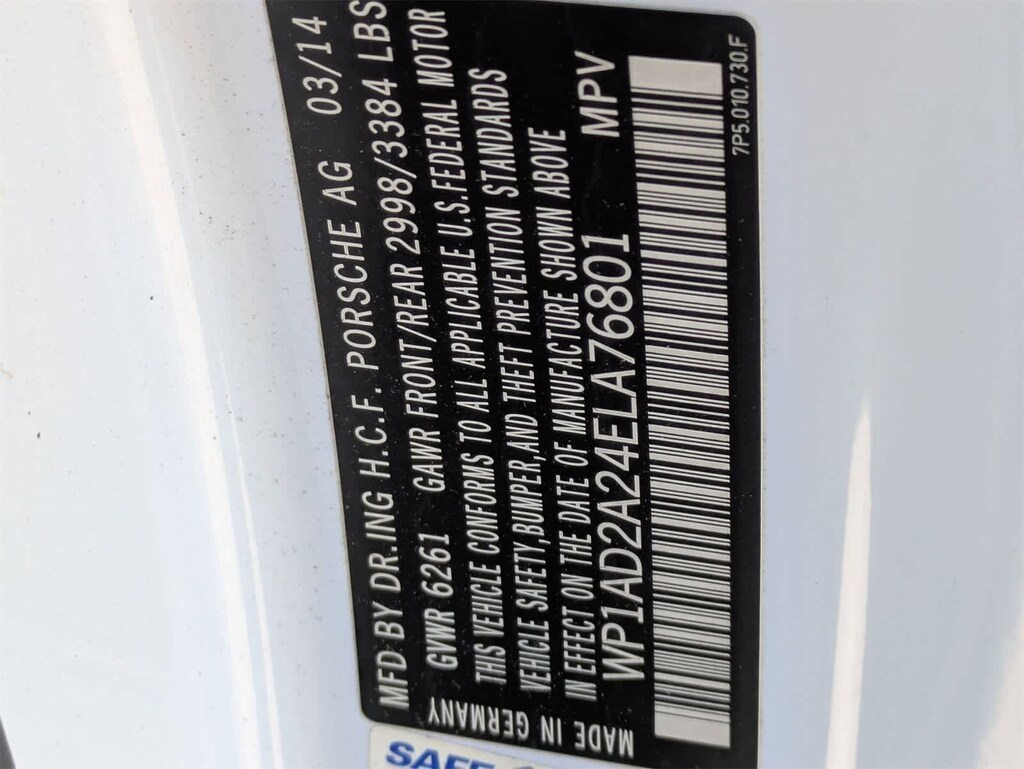 MFD BY DR.ING H.C.F. PORSCHE AG 03/14
GVWR 6261 GAWR FRONT/REAR 2998/3384 LBS
THIS VEHICLE CONFORMS TO ALL APPLICABLE U.S.FEDERAL MOTOR
VEHICLE SAFETY,BUMPER,AND THEFT PREVENTION STANDARDS
IN EFFECT ON THE DATE OF MANUFACTURE SHOWN ABOVE
WP1AD2A24ELA76801 MPV
7P5.010.730.F
MADE IN GERMANY